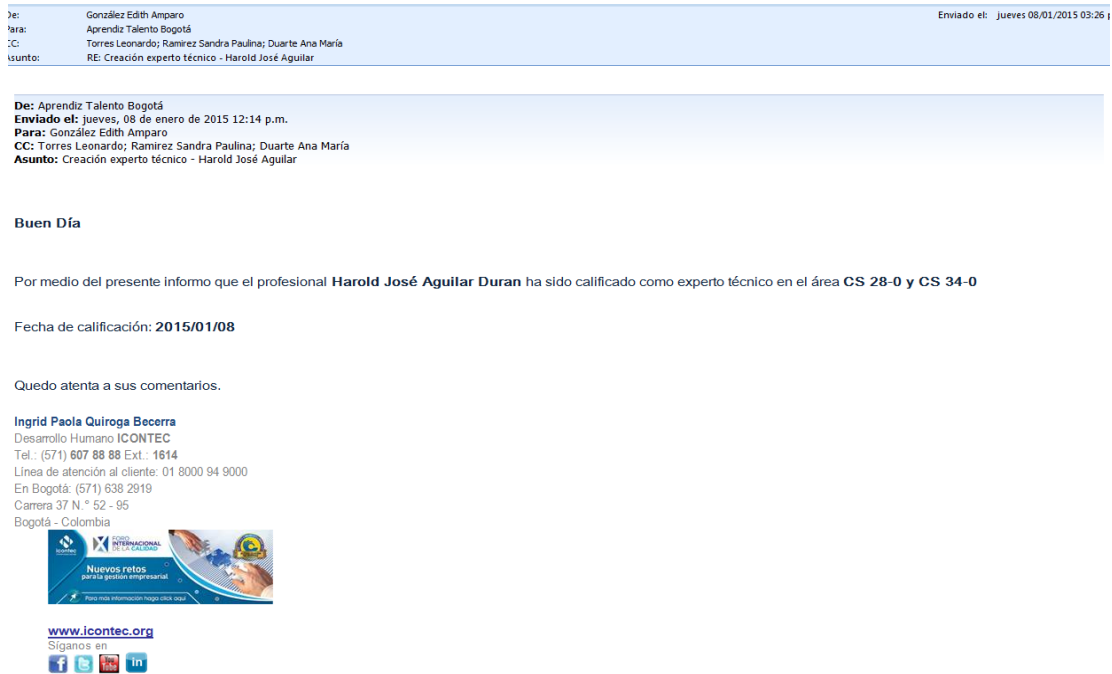 De: González Edith Amparo Enviado el: jueves 08/01/2015 03:26 p
Para: Aprendiz Talento Bogotá
CC: Torres Leonardo; Ramirez Sandra Paulina; Duarte Ana María
Asunto: RE: Creación experto técnico - Harold José Aguilar
De: Aprendiz Talento Bogotá
Enviado el: jueves, 08 de enero de 2015 12:14 p.m.
Para: González Edith Amparo
CC: Torres Leonardo; Ramirez Sandra Paulina; Duarte Ana María
Asunto: Creación experto técnico - Harold José Aguilar
Buen Día
Por medio del presente informo que el profesional Harold José Aguilar Duran ha sido calificado como experto técnico en el área CS 28-0 y CS 34-0
Fecha de calificación: 2015/01/08
Quedo atenta a sus comentarios.
Ingrid Paola Quiroga Becerra
Desarrollo Humano ICONTEC
Tel.: (571) 607 88 88 Ext.: 1614
Línea de atención al cliente: 01 8000 94 9000
En Bogotá: (571) 638 2919
Carrera 37 N.° 52 - 95
Bogotá - Colombia
icontec
X FORO
INTERNACIONAL
DE LA CALIDAD
Nuevos retos
para la gestión empresarial
Para más información haga click aquí
www.icontec.org
Síganos en
f
You
Tube
in